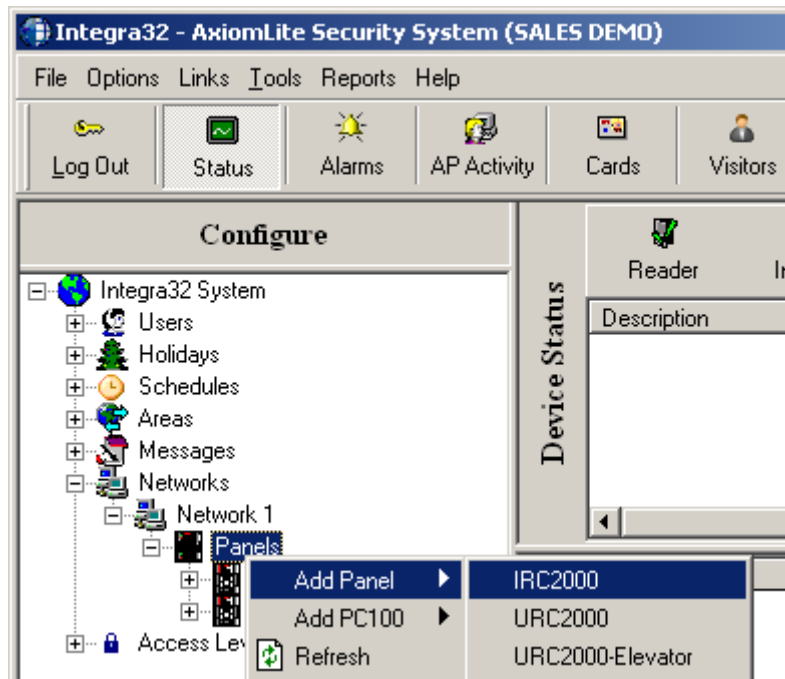 Integra32 - AxiomLite Security System (SALES DEMO)
File Options Links Tools Reports Help
Log Out Status Alarms AP Activity Cards Visitors
Configure
Integra32 System
Users
Holidays
Schedules
Areas
Messages
Networks
Network 1
Panels
Access Lev
Add Panel
Add PC100
Refresh
IRC2000
URC2000
URC2000-Elevator
Device Status
Reader
Description